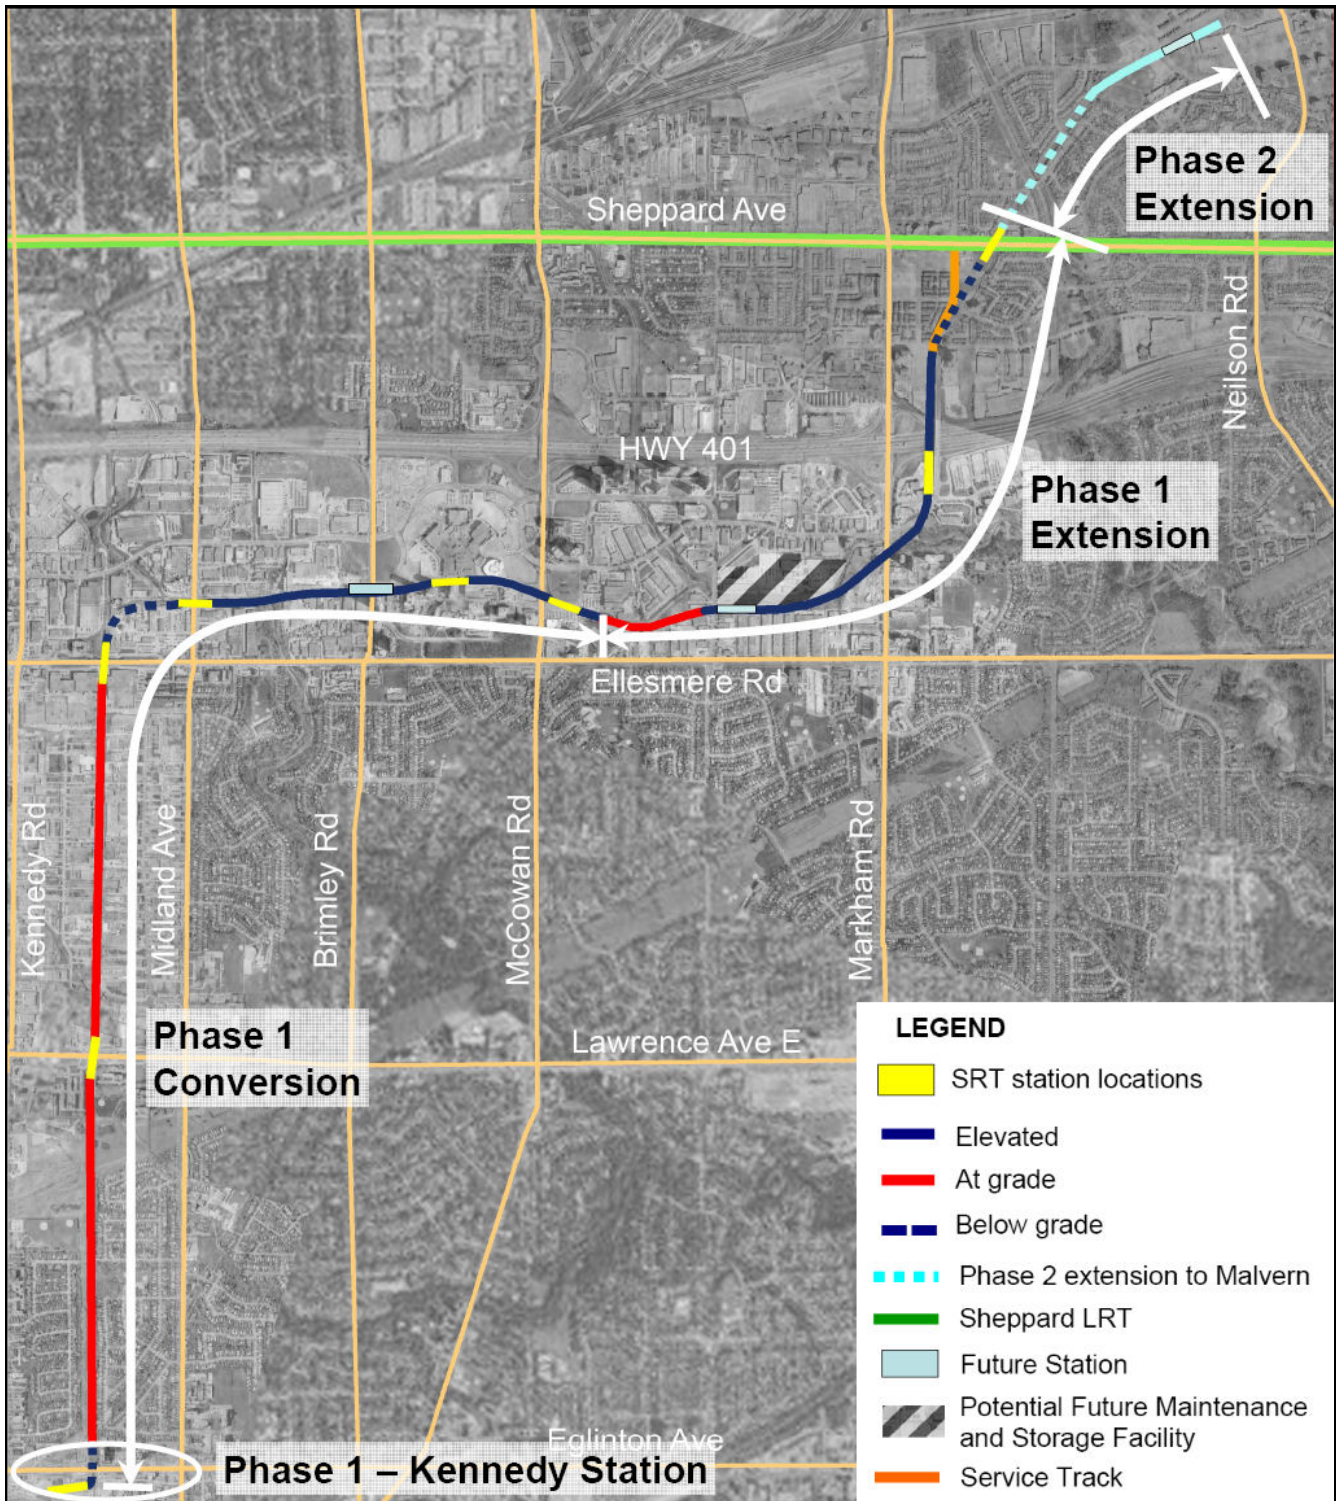 Phase 2
Extension
Sheppard Ave
Neilson Rd
HWY 401
Phase 1
Extension
Ellesmere Rd
Kennedy Rd
Midland Ave
Brimley Rd
McCowan Rd
Markham Rd
Phase 1
Conversion
Lawrence Ave E
Eglinton Ave
Phase 1 – Kennedy Station
LEGEND
SRT station locations
Elevated
At grade
Below grade
Phase 2 extension to Malvern
Sheppard LRT
Future Station
Potential Future Maintenance
and Storage Facility
Service Track